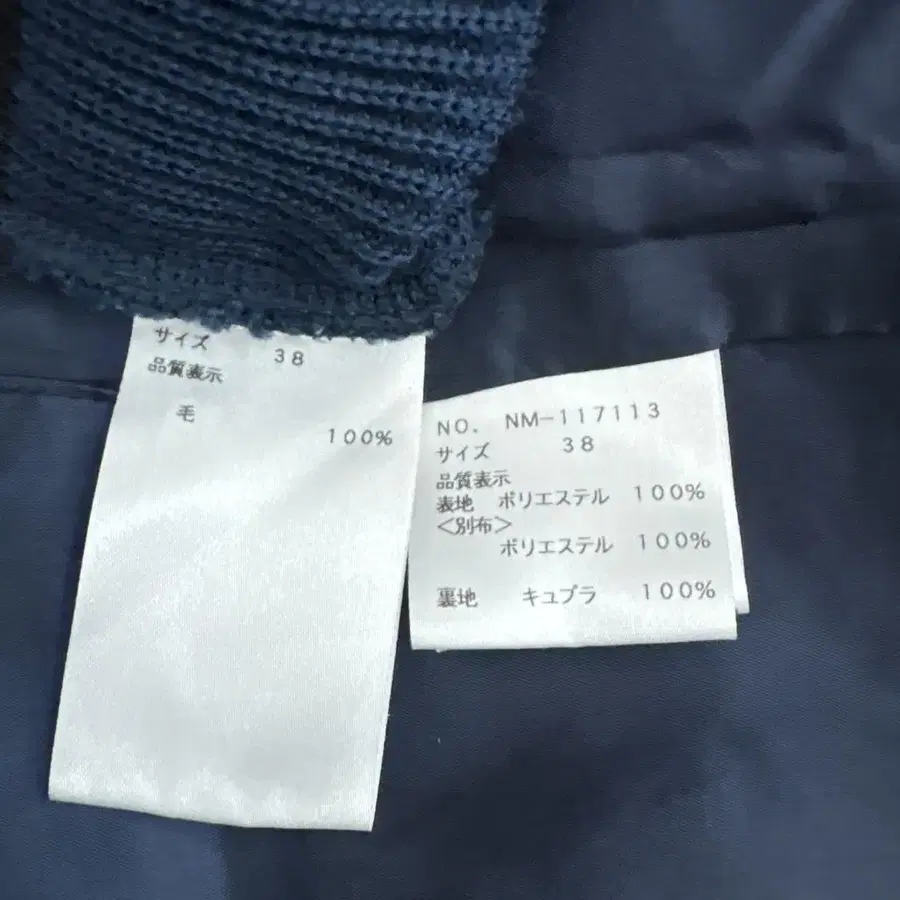 サイズ 38
品質表示
毛
100%
NO. NM-117113
サイズ 38
品質表示
表地 ポリエステル 100%
<別布>
ポリエステル 100%
裏地 キュプラ 100%